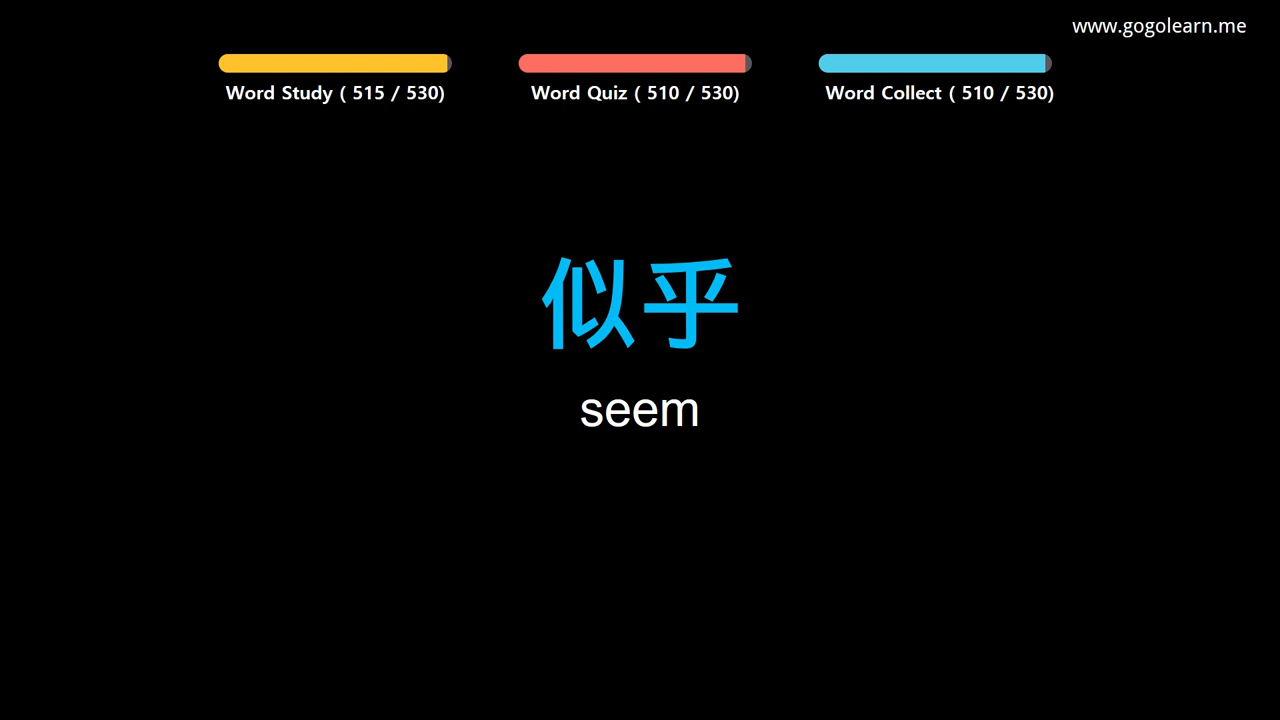 www.gogolearn.me
Word Study ( 515 / 530)
Word Quiz ( 510 / 530)
Word Collect ( 510 / 530)
似乎
seem